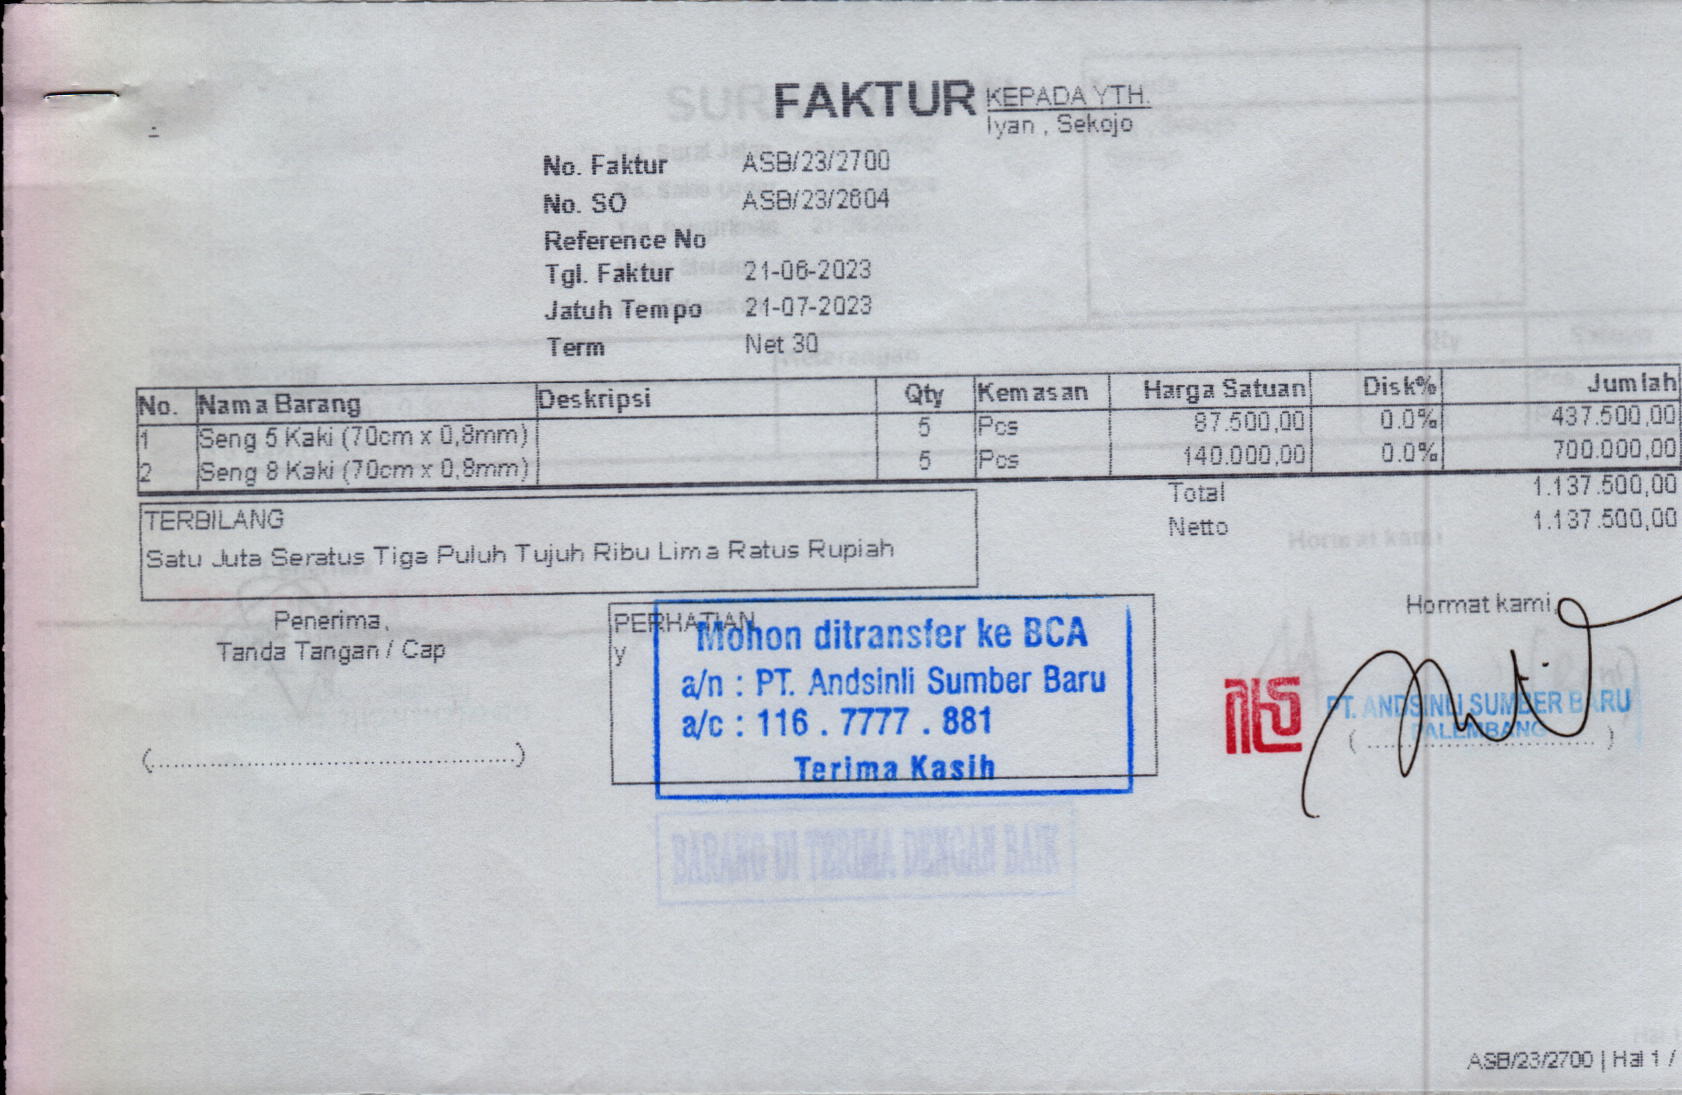 FAKTUR
KEPADA YTH.
Iyan , Sekojo
No. Faktur ASB/23/2700
No. SO ASB/23/2604
Reference No
Tgl. Faktur 21-06-2023
Jatuh Tempo 21-07-2023
Term Net 30
No. Nama Barang Deskripsi Qty Kemasan Harga Satuan Disk% Jumlah
1 Seng 5 Kaki (70cm x 0,8mm) 5 Pcs 87.500,00 0.0% 437.500,00
2 Seng 8 Kaki (70cm x 0,8mm) 5 Pcs 140.000,00 0.0% 700.000,00
Total 1.137.500,00
Netto 1.137.500,00
TERBILANG
Satu Juta Seratus Tiga Puluh Tujuh Ribu Lima Ratus Rupiah
Penerima,
Tanda Tangan / Cap
(........................................................)
PERHATIAN
y
Mohon ditransfer ke BCA
a/n : PT. Andsinli Sumber Baru
a/c : 116 . 7777 . 881
Terima Kasih
Hormat kami,
PT. ANDSINLI SUMBER BARU
PALEMBANG
( ................................... )
BARANG DI TERIMA DENGAN BAIK
ASB/23/2700 | Hal 1 /